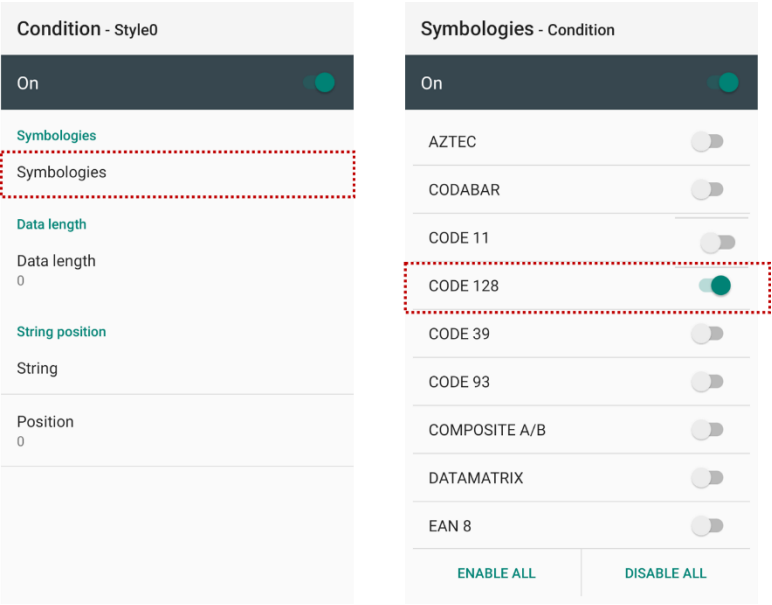 Condition - Style0
On
Symbologies
Symbologies
Data length
Data length
0
String position
String
Position
0
Symbologies - Condition
On
AZTEC
CODABAR
CODE 11
CODE 128
CODE 39
CODE 93
COMPOSITE A/B
DATAMATRIX
EAN 8
ENABLE ALL
DISABLE ALL